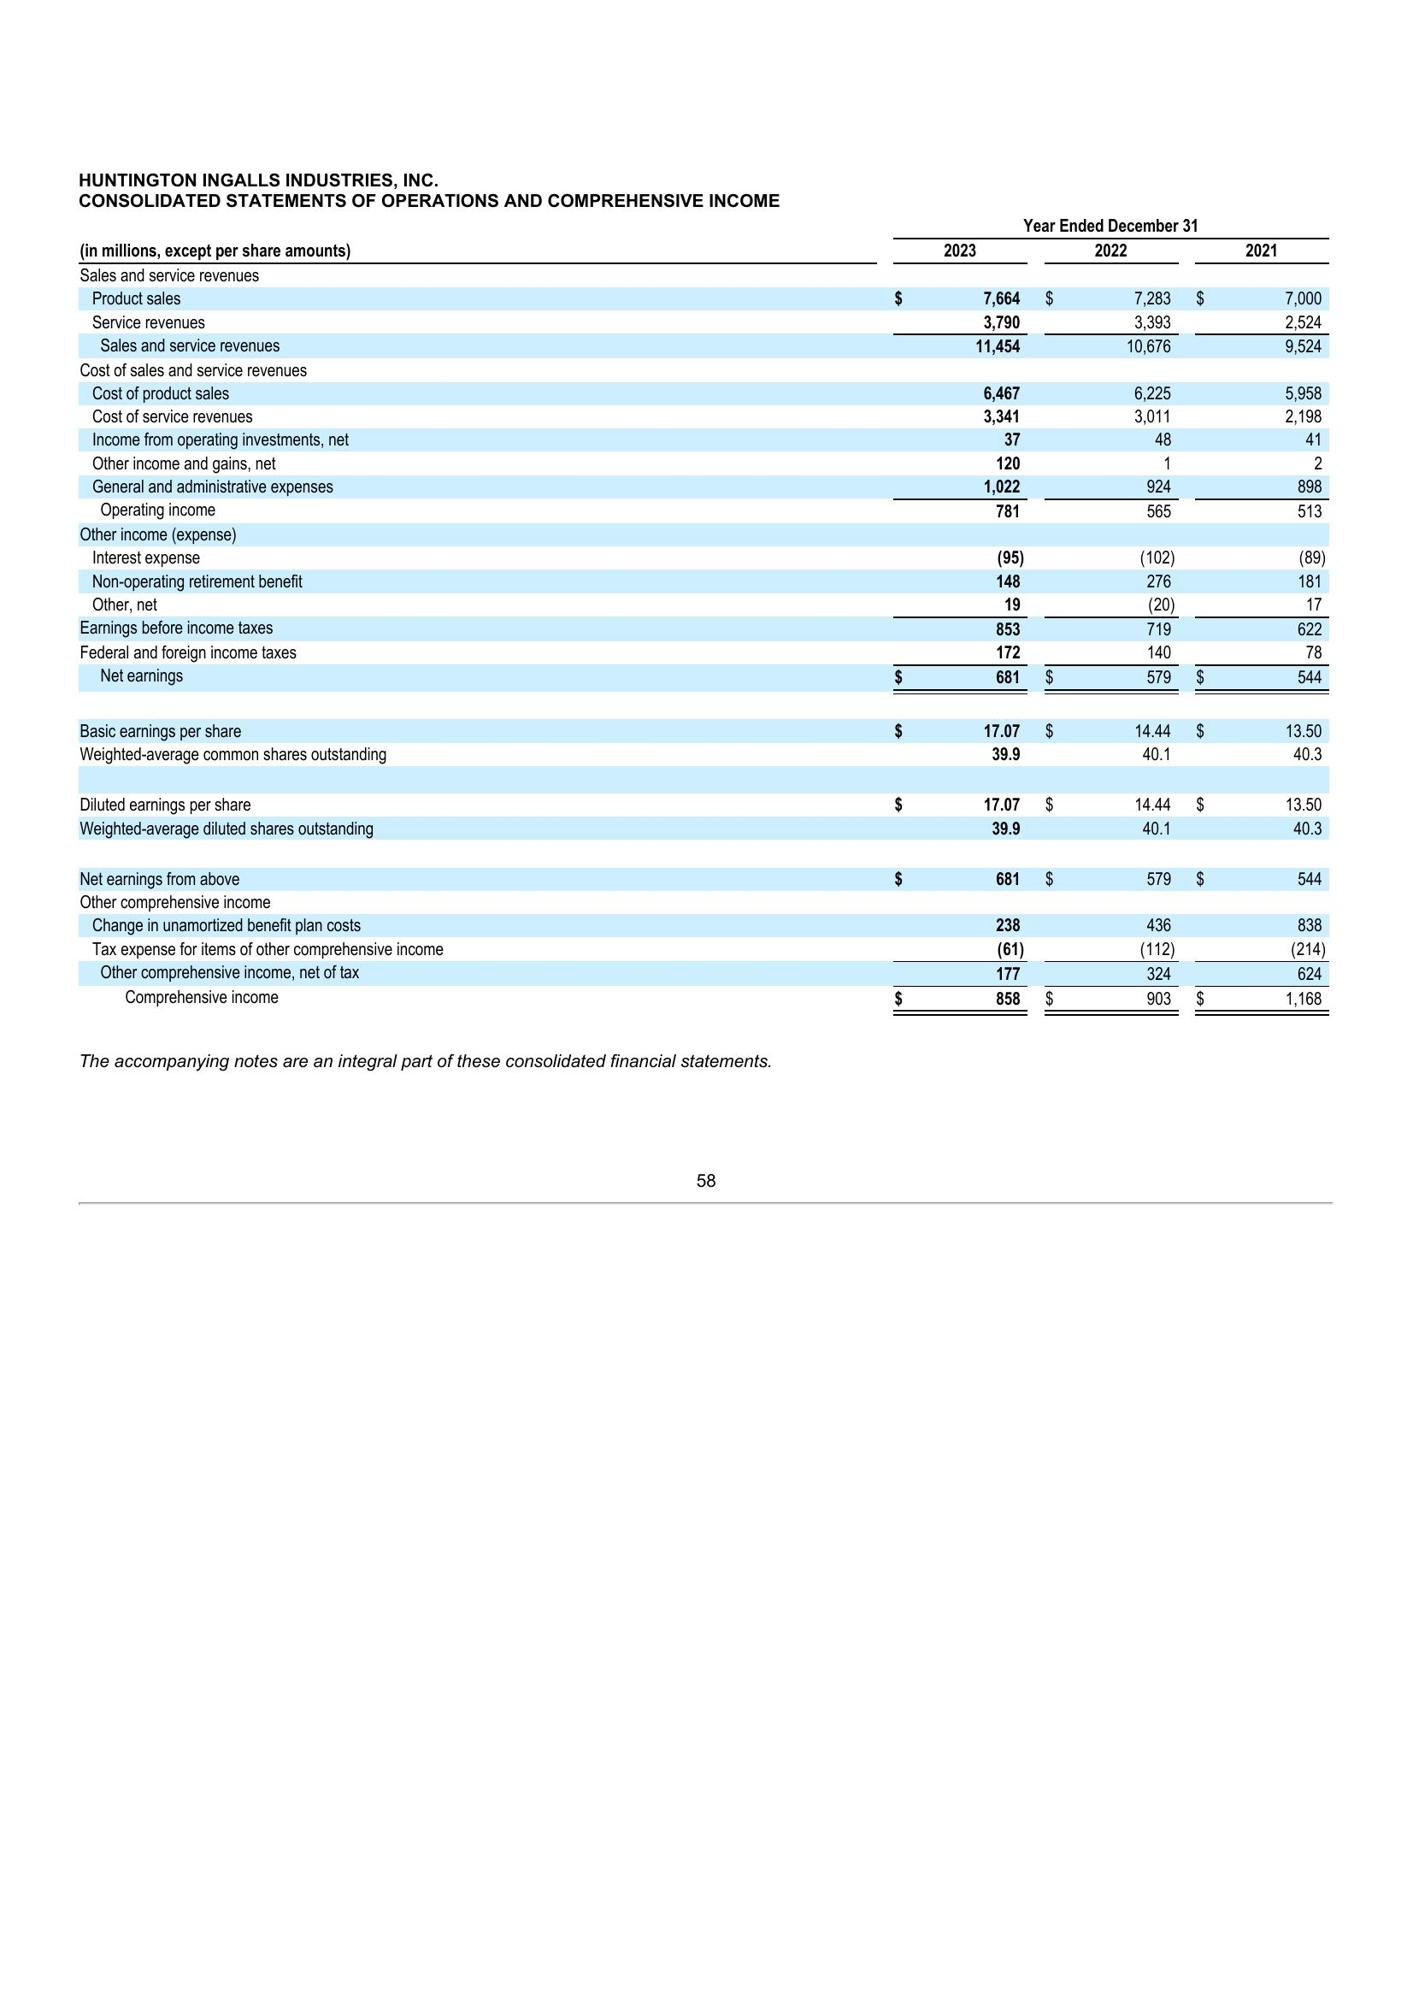 HUNTINGTON INGALLS INDUSTRIES, INC.
CONSOLIDATED STATEMENTS OF OPERATIONS AND COMPREHENSIVE INCOME
Year Ended December 31
(in millions, except per share amounts) 2023 2022 2021
Sales and service revenues
Product sales $ 7,664 $ 7,283 $ 7,000
Service revenues 3,790 3,393 2,524
Sales and service revenues 11,454 10,676 9,524
Cost of sales and service revenues
Cost of product sales 6,467 6,225 5,958
Cost of service revenues 3,341 3,011 2,198
Income from operating investments, net 37 48 41
Other income and gains, net 120 1 2
General and administrative expenses 1,022 924 898
Operating income 781 565 513
Other income (expense)
Interest expense (95) (102) (89)
Non-operating retirement benefit 148 276 181
Other, net 19 (20) 17
Earnings before income taxes 853 719 622
Federal and foreign income taxes 172 140 78
Net earnings $ 681 $ 579 $ 544
Basic earnings per share $ 17.07 $ 14.44 $ 13.50
Weighted-average common shares outstanding 39.9 40.1 40.3
Diluted earnings per share $ 17.07 $ 14.44 $ 13.50
Weighted-average diluted shares outstanding 39.9 40.1 40.3
Net earnings from above $ 681 $ 579 $ 544
Other comprehensive income
Change in unamortized benefit plan costs 238 436 838
Tax expense for items of other comprehensive income (61) (112) (214)
Other comprehensive income, net of tax 177 324 624
Comprehensive income $ 858 $ 903 $ 1,168
The accompanying notes are an integral part of these consolidated financial statements.
58